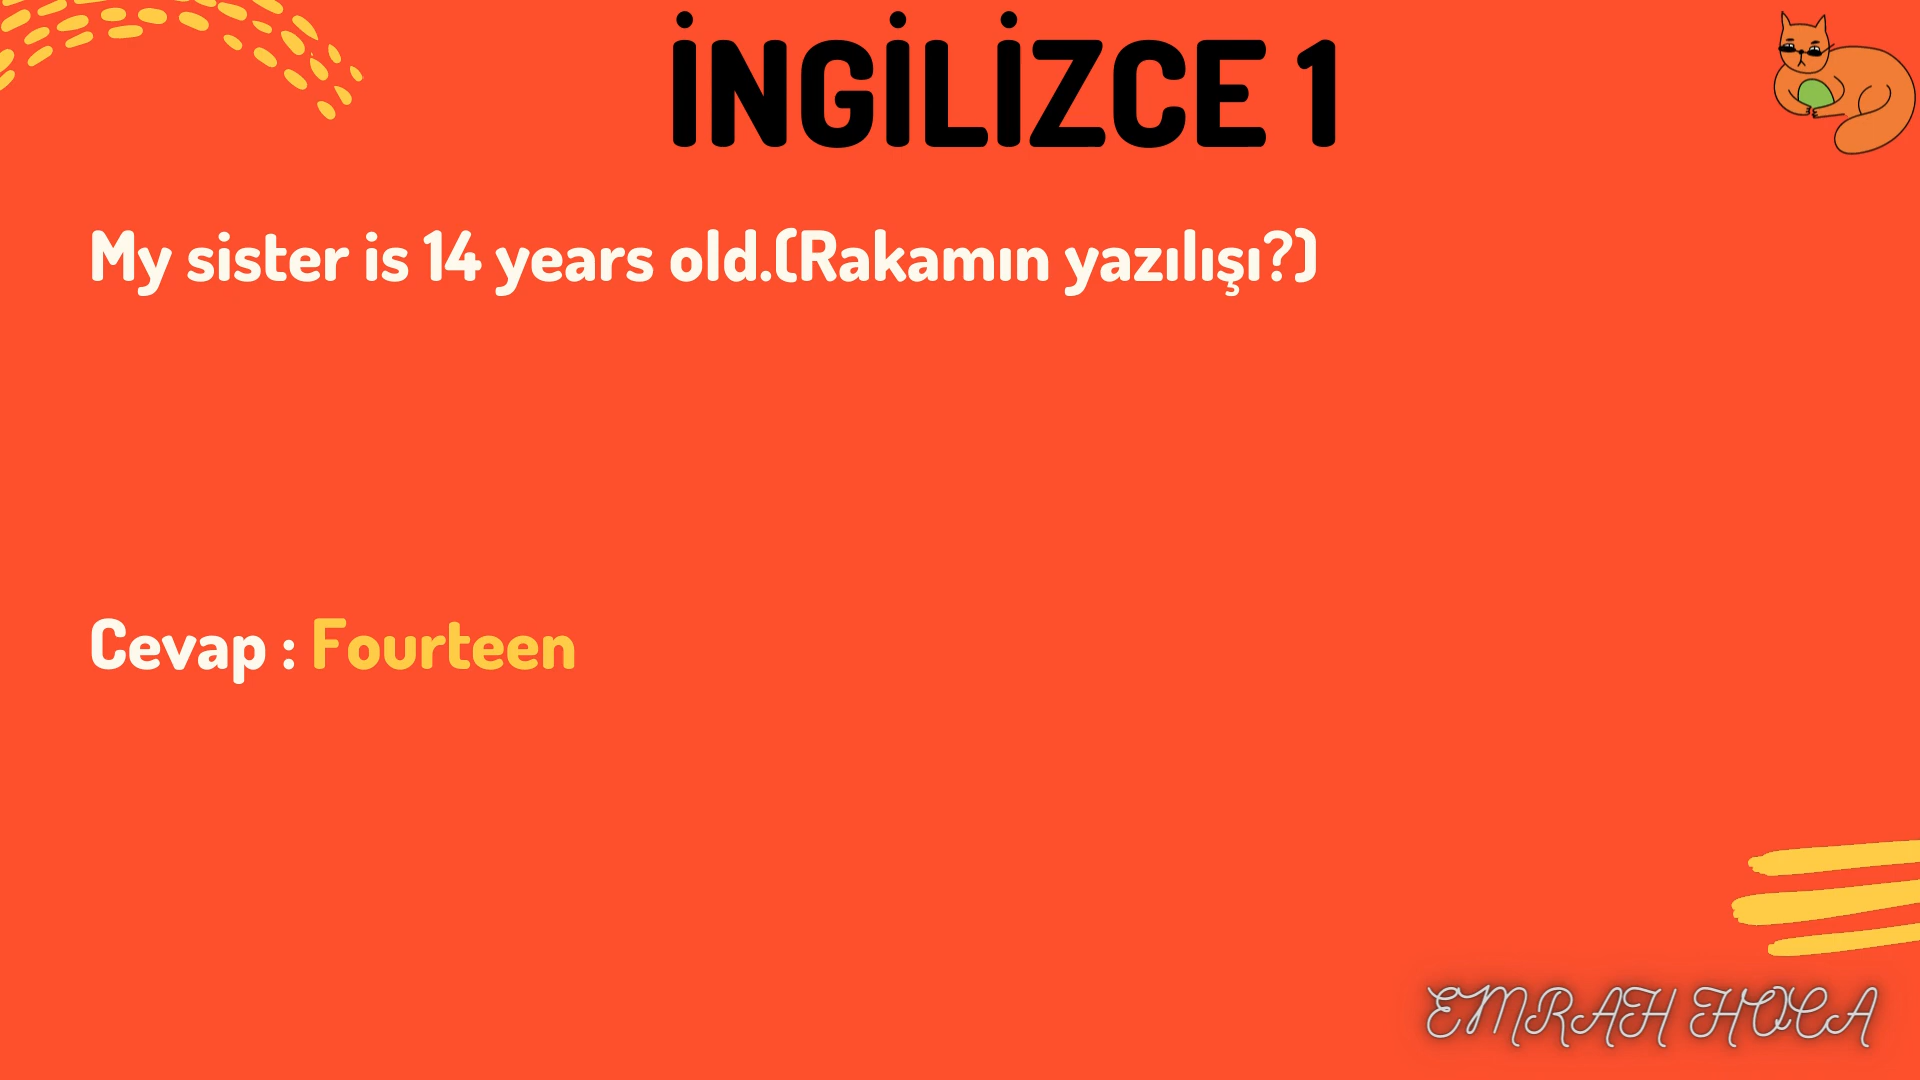 İNGİLİZCE 1
My sister is 14 years old.(Rakamın yazılışı?)
Cevap : Fourteen
EMRAH HOCA